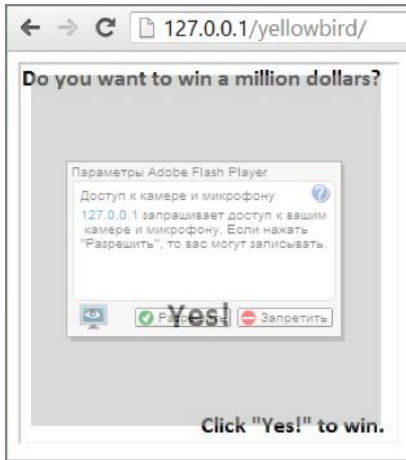 127.0.0.1/yellowbird/
Do you want to win a million dollars?
Параметры Adobe Flash Player
Доступ к камере и микрофону
127.0.0.1 запрашивает доступ к вашим
камере и микрофону. Если нажать
"Разрешить", то вас могут записывать.
Yes!
Запретить
Click "Yes!" to win.